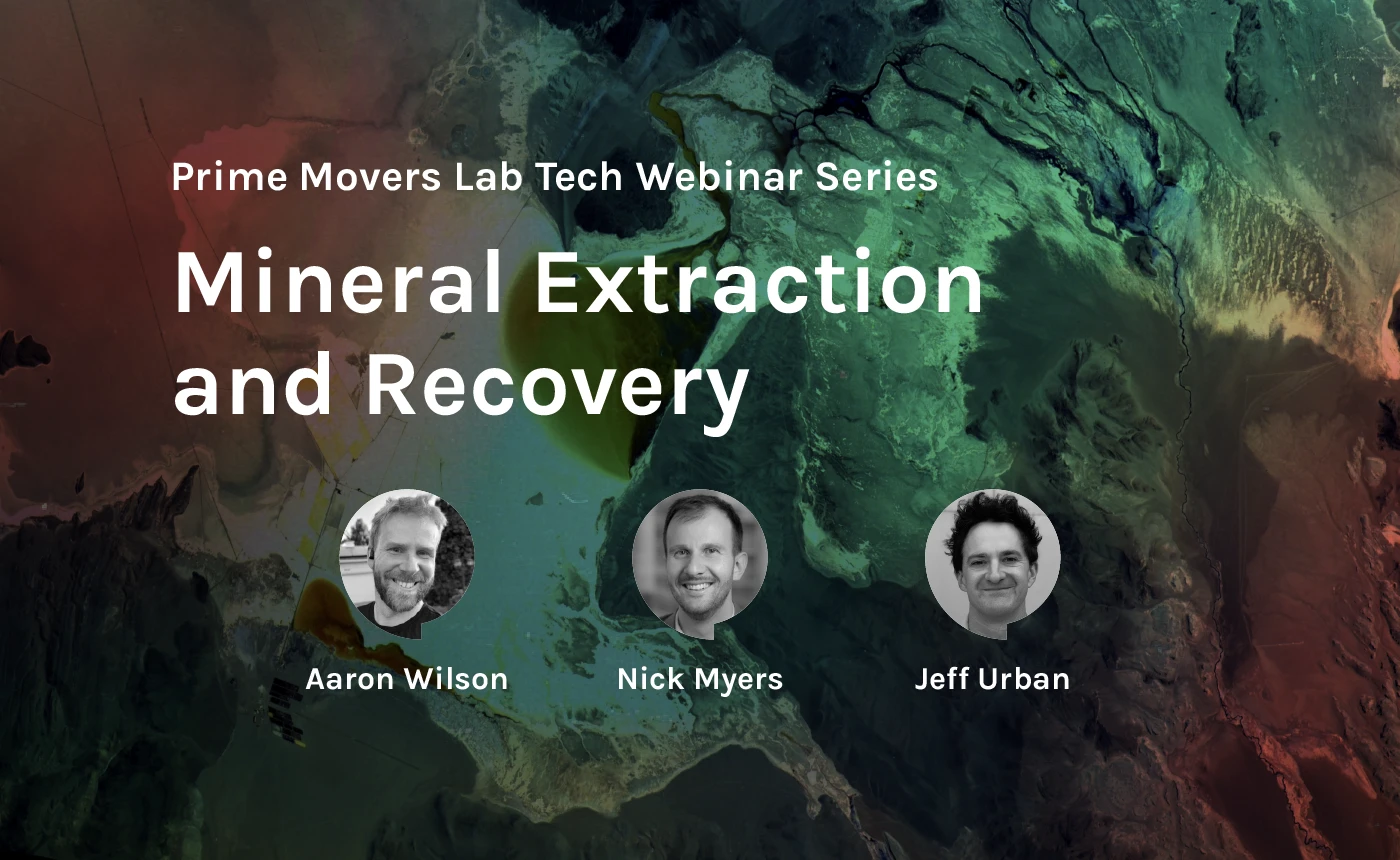 Prime Movers Lab Tech Webinar Series
Mineral Extraction
and Recovery
Aaron Wilson
Nick Myers
Jeff Urban